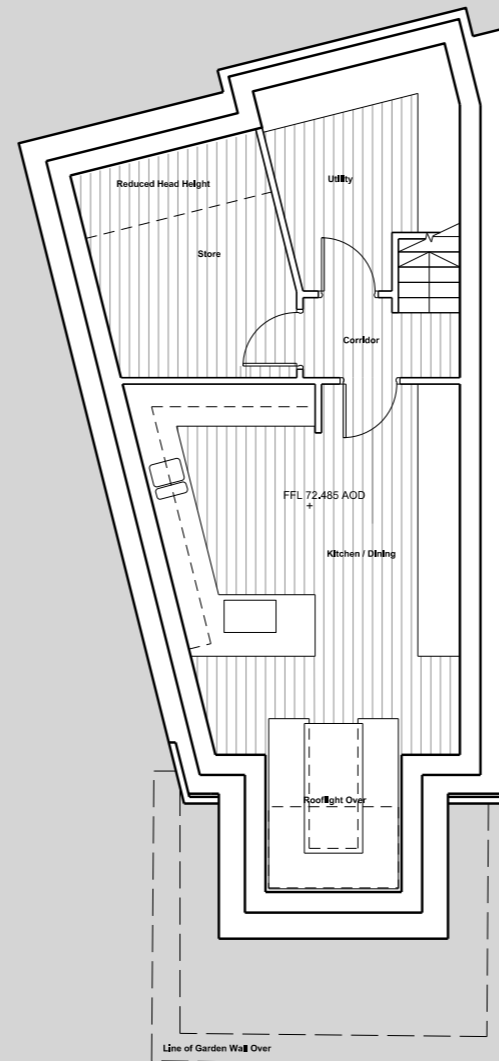 Reduced Head Height
Utility
Store
Corridor
FFL 72.485 AOD
Kitchen / Dining
Rooflight Over
Line of Garden Wall Over